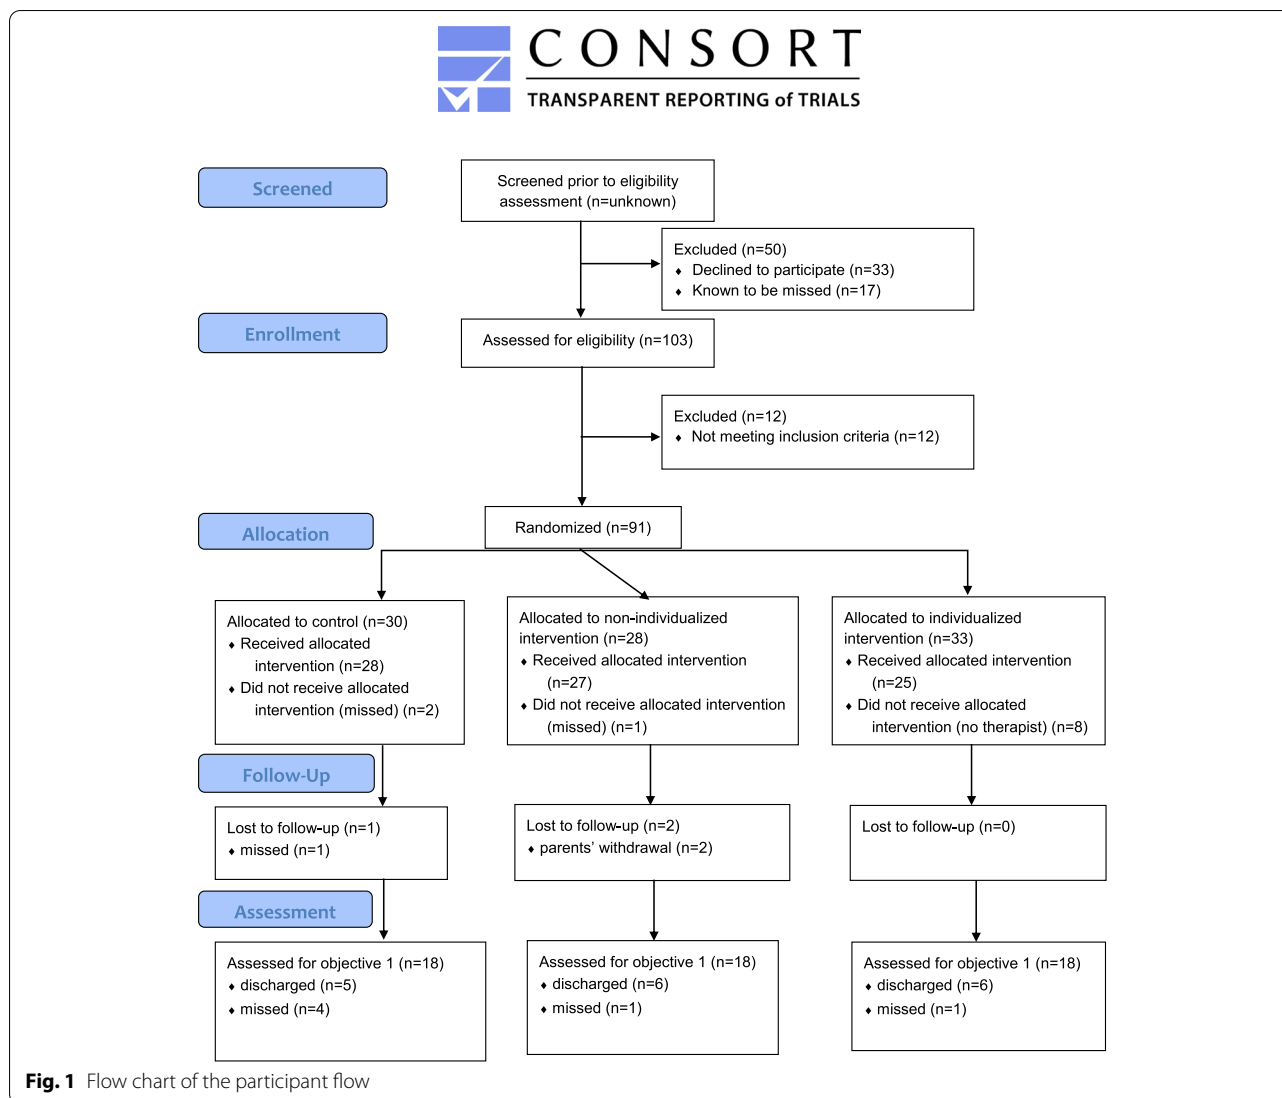 CONSORT
TRANSPARENT REPORTING of TRIALS
Screened
Screened prior to eligibility
assessment (n=unknown)
Excluded (n=50)
♦ Declined to participate (n=33)
♦ Known to be missed (n=17)
Enrollment
Assessed for eligibility (n=103)
Excluded (n=12)
♦ Not meeting inclusion criteria (n=12)
Allocation
Randomized (n=91)
Allocated to control (n=30)
♦ Received allocated
intervention (n=28)
♦ Did not receive allocated
intervention (missed) (n=2)
Allocated to non-individualized
intervention (n=28)
♦ Received allocated intervention
(n=27)
♦ Did not receive allocated intervention
(missed) (n=1)
Allocated to individualized
intervention (n=33)
♦ Received allocated intervention
(n=25)
♦ Did not receive allocated
intervention (no therapist) (n=8)
Follow-Up
Lost to follow-up (n=1)
♦ missed (n=1)
Lost to follow-up (n=2)
♦ parents’ withdrawal (n=2)
Lost to follow-up (n=0)
Assessment
Assessed for objective 1 (n=18)
♦ discharged (n=5)
♦ missed (n=4)
Assessed for objective 1 (n=18)
♦ discharged (n=6)
♦ missed (n=1)
Assessed for objective 1 (n=18)
♦ discharged (n=6)
♦ missed (n=1)
Fig. 1 Flow chart of the participant flow